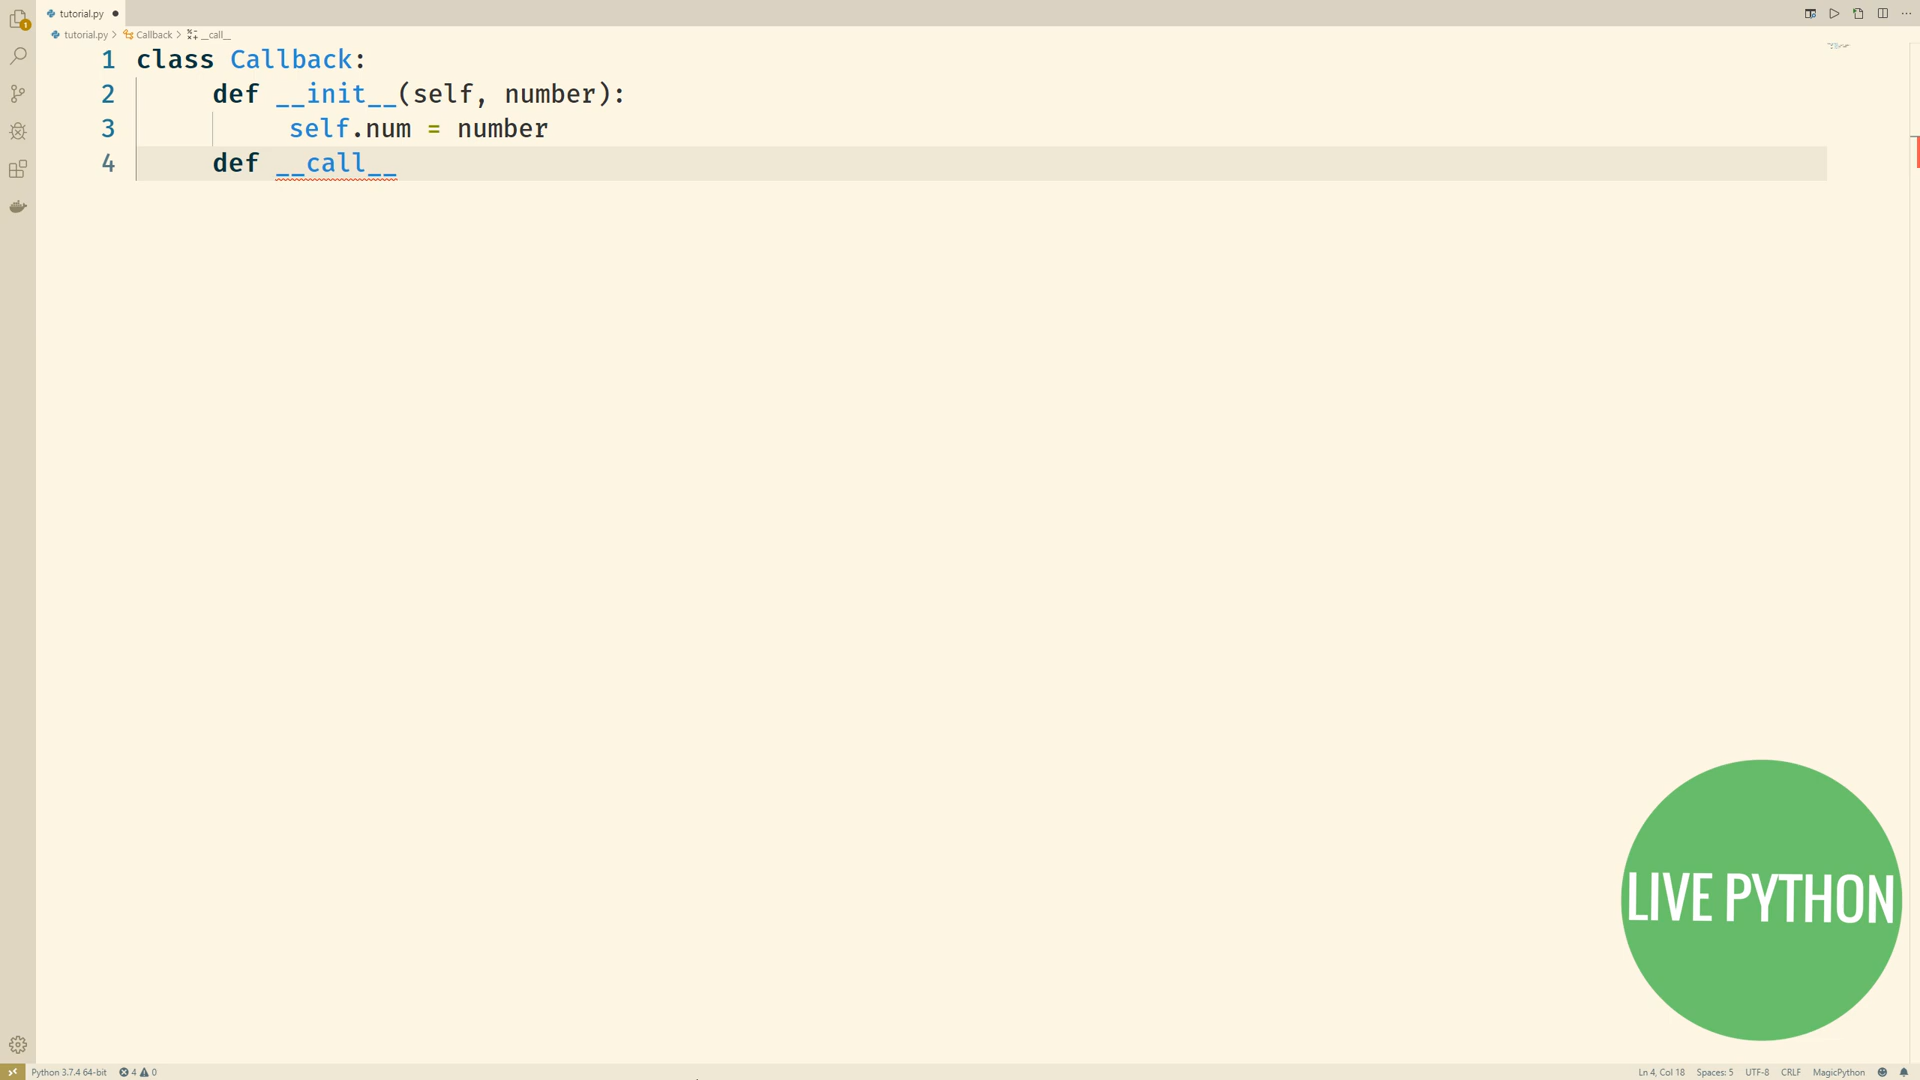 1
tutorial.py
tutorial.py > Callback > __call__
1 class Callback:
2 def __init__(self, number):
3 self.num = number
4 def __call__
LIVE PYTHON
Python 3.7.4 64-bit 4 0 Ln 4, Col 18 Spaces: 5 UTF-8 CRLF MagicPython